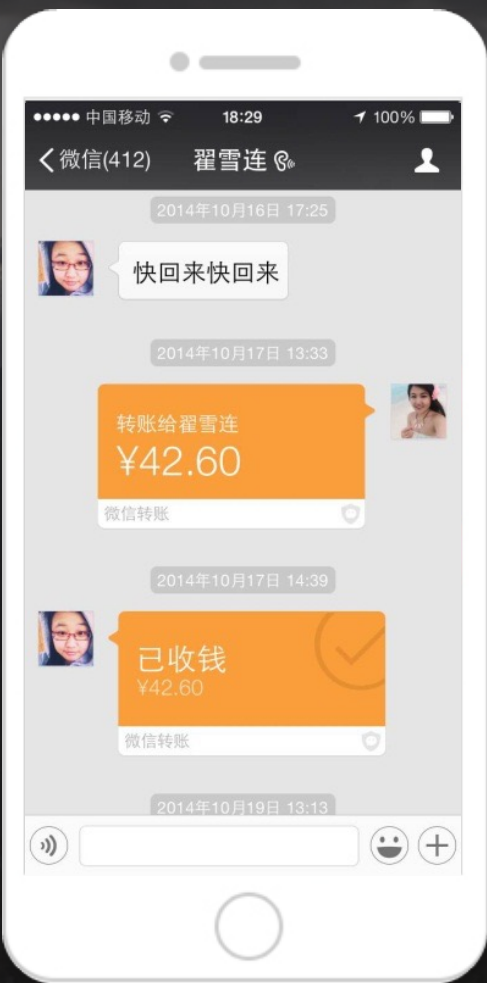 中国移动 18:29 100%
微信(412) 翟雪连
2014年10月16日 17:25
快回来快回来
2014年10月17日 13:33
转账给翟雪连
¥42.60
微信转账
2014年10月17日 14:39
已收钱
¥42.60
微信转账
2014年10月19日 13:13